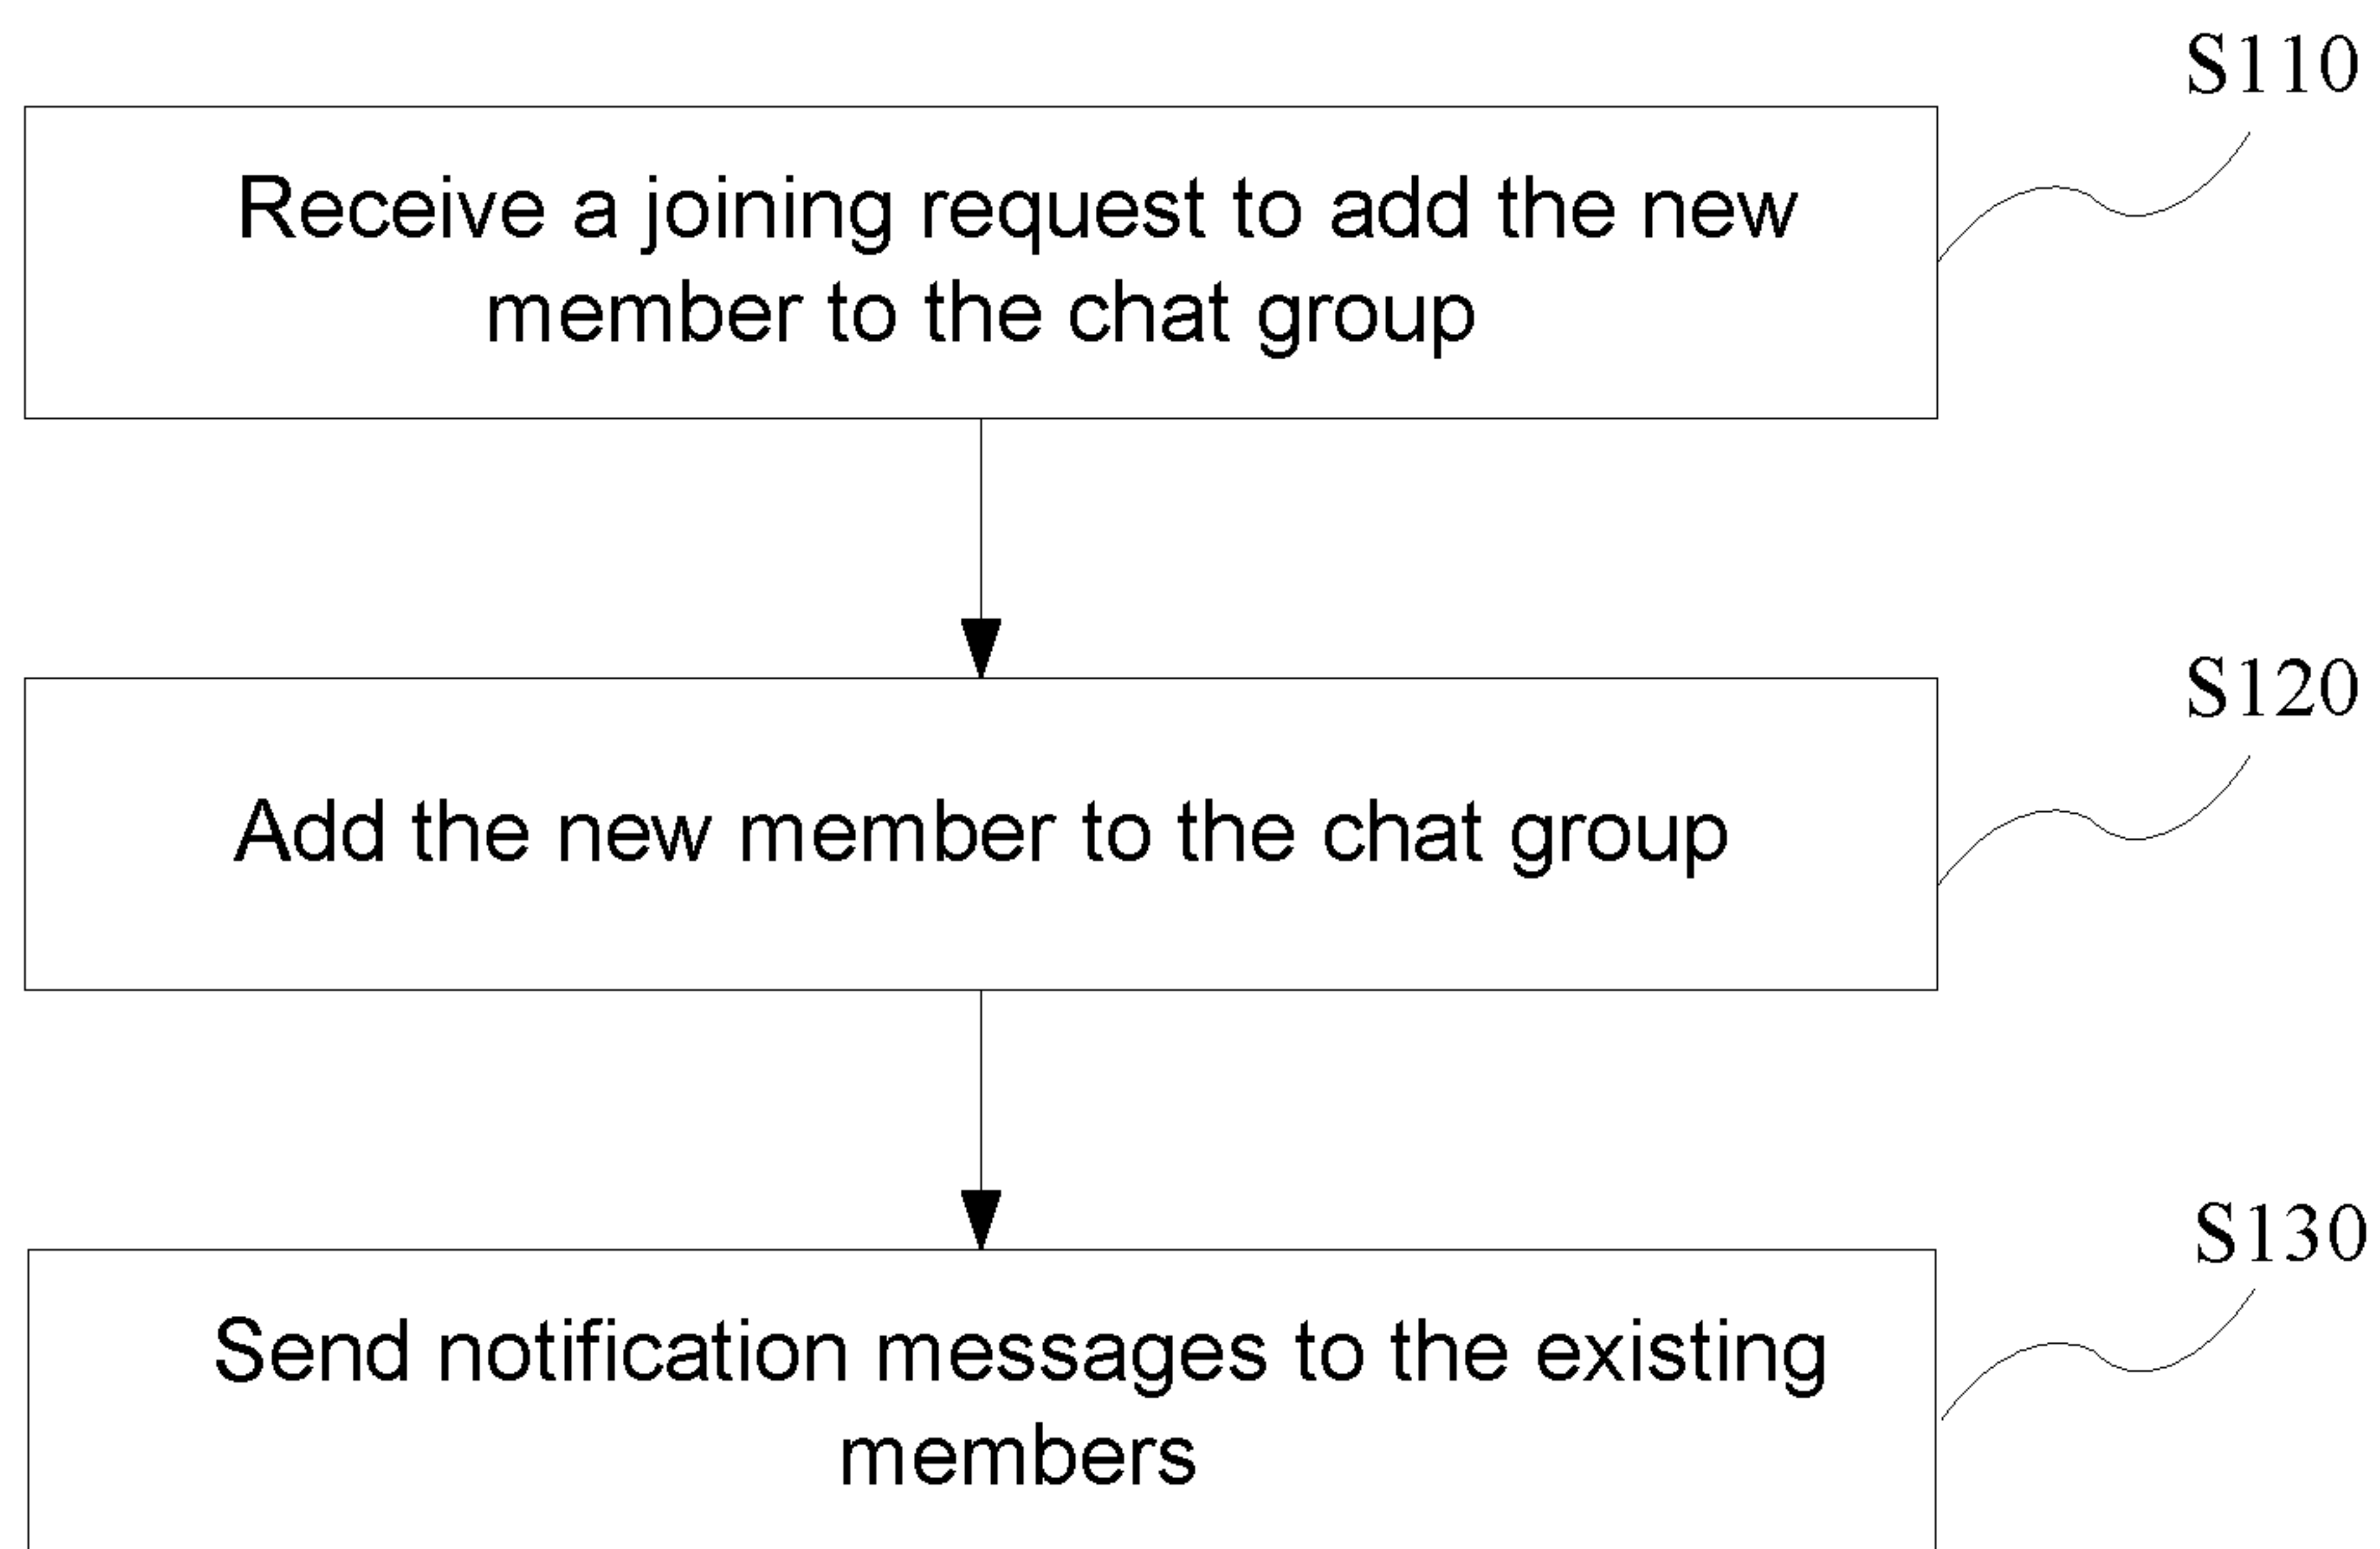 S110
Receive a joining request to add the new
member to the chat group
S120
Add the new member to the chat group
S130
Send notification messages to the existing
members